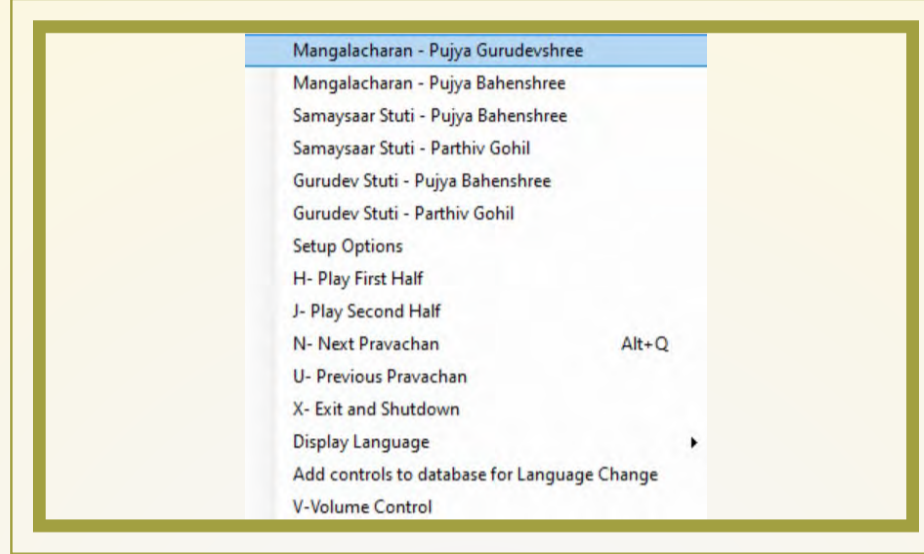 Mangalacharan - Pujya Gurudevshree
Mangalacharan - Pujya Bahenshree
Samaysaar Stuti - Pujya Bahenshree
Samaysaar Stuti - Parthiv Gohil
Gurudev Stuti - Pujya Bahenshree
Gurudev Stuti - Parthiv Gohil
Setup Options
H- Play First Half
J- Play Second Half
N- Next Pravachan Alt+Q
U- Previous Pravachan
X- Exit and Shutdown
Display Language
Add controls to database for Language Change
V-Volume Control